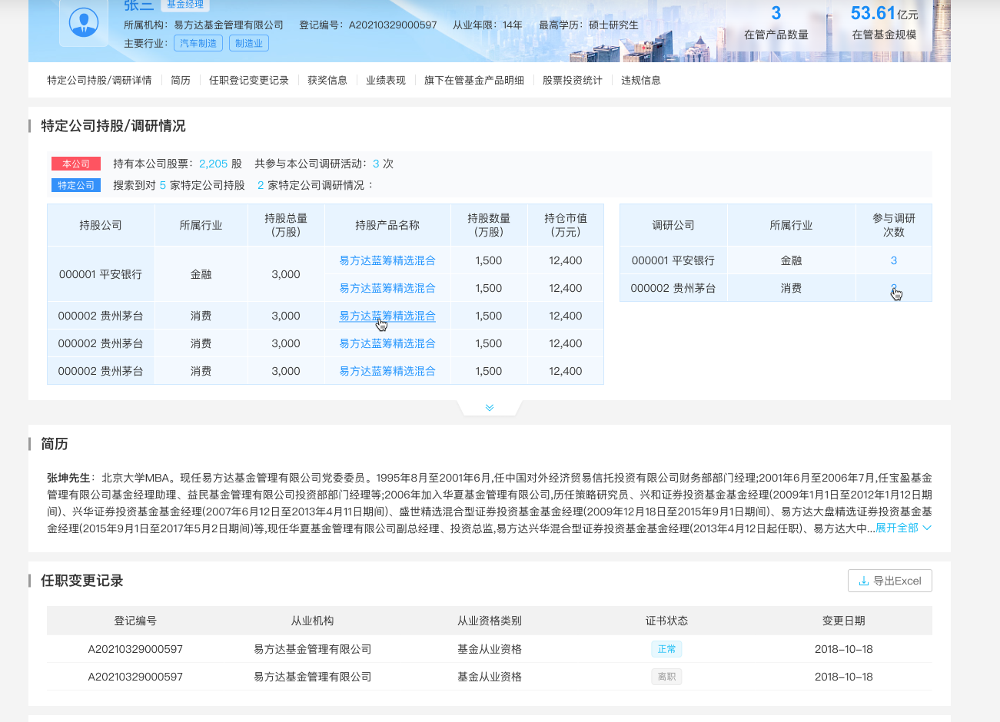 张三 基金经理
所属机构：易方达基金管理有限公司 登记编号：A20210329000597 从业年限：14年 最高学历：硕士研究生
主要行业： 汽车制造 制造业
3
在管产品数量
53.61亿元
在管基金规模
特定公司持股/调研详情 简历 任职登记变更记录 获奖信息 业绩表现 旗下在管基金产品明细 股票投资统计 违规信息
特定公司持股/调研情况
本公司 持有本公司股票：2,205 股 共参与本公司调研活动：3 次
特定公司 搜索到对 5 家特定公司持股 2 家特定公司调研情况 ：
持股公司 所属行业 持股总量（万股） 持股产品名称 持股数量（万股） 持仓市值（万元）
000001 平安银行 金融 3,000 易方达蓝筹精选混合 1,500 12,400
易方达蓝筹精选混合 1,500 12,400
000002 贵州茅台 消费 3,000 易方达蓝筹精选混合 1,500 12,400
000002 贵州茅台 消费 3,000 易方达蓝筹精选混合 1,500 12,400
000002 贵州茅台 消费 3,000 易方达蓝筹精选混合 1,500 12,400
调研公司 所属行业 参与调研次数
000001 平安银行 金融 3
000002 贵州茅台 消费
简历
张坤先生：北京大学MBA。现任易方达基金管理有限公司党委委员。1995年8月至2001年6月,任中国对外经济贸易信托投资有限公司财务部部门经理;2001年6月至2006年7月,任宝盈基金
管理有限公司基金经理助理、益民基金管理有限公司投资部部门经理等;2006年加入华夏基金管理有限公司,历任策略研究员、兴和证券投资基金基金经理(2009年1月1日至2012年1月12日期
间)、兴华证券投资基金基金经理(2007年6月12日至2013年4月11日期间)、盛世精选混合型证券投资基金基金经理(2009年12月18日至2015年9月1日期间)、易方达大盘精选证券投资基金基
金经理(2015年9月1日至2017年5月2日期间)等,现任华夏基金管理有限公司副总经理、投资总监,易方达兴华混合型证券投资基金基金经理(2013年4月12日起任职)、易方达大中...展开全部
任职变更记录 导出Excel
登记编号 从业机构 从业资格类别 证书状态 变更日期
A20210329000597 易方达基金管理有限公司 基金从业资格 正常 2018-10-18
A20210329000597 易方达基金管理有限公司 基金从业资格 离职 2018-10-18